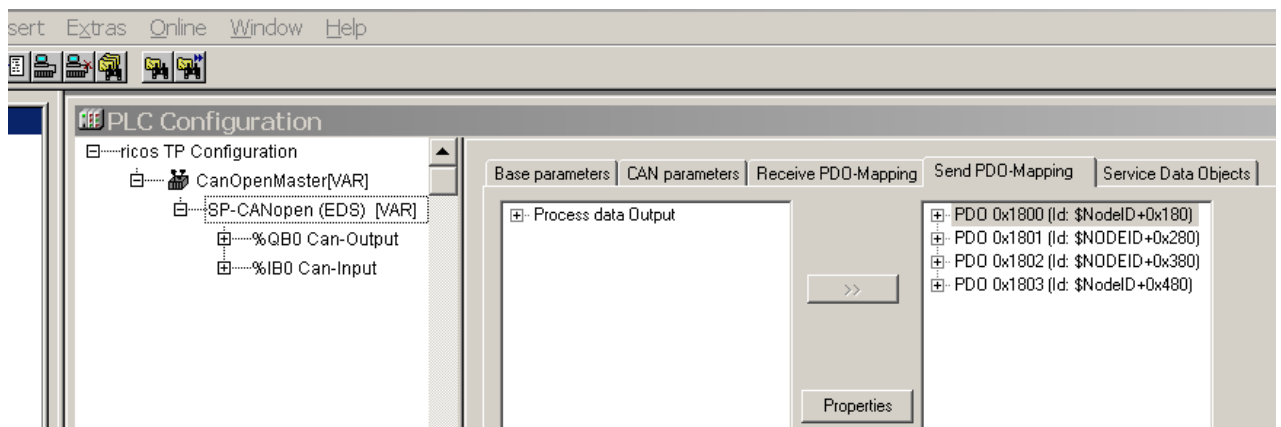 sert Extras Online Window Help
PLC Configuration
ricos TP Configuration
CanOpenMaster[VAR]
SP-CANopen (EDS) [VAR]
%QB0 Can-Output
%IB0 Can-Input
Base parameters CAN parameters Receive PDO-Mapping Send PDO-Mapping Service Data Objects
Process data Output
>>
Properties
PDO 0x1800 (Id: $NodeID+0x180)
PDO 0x1801 (Id: $NODEID+0x280)
PDO 0x1802 (Id: $NODEID+0x380)
PDO 0x1803 (Id: $NodeID+0x480)